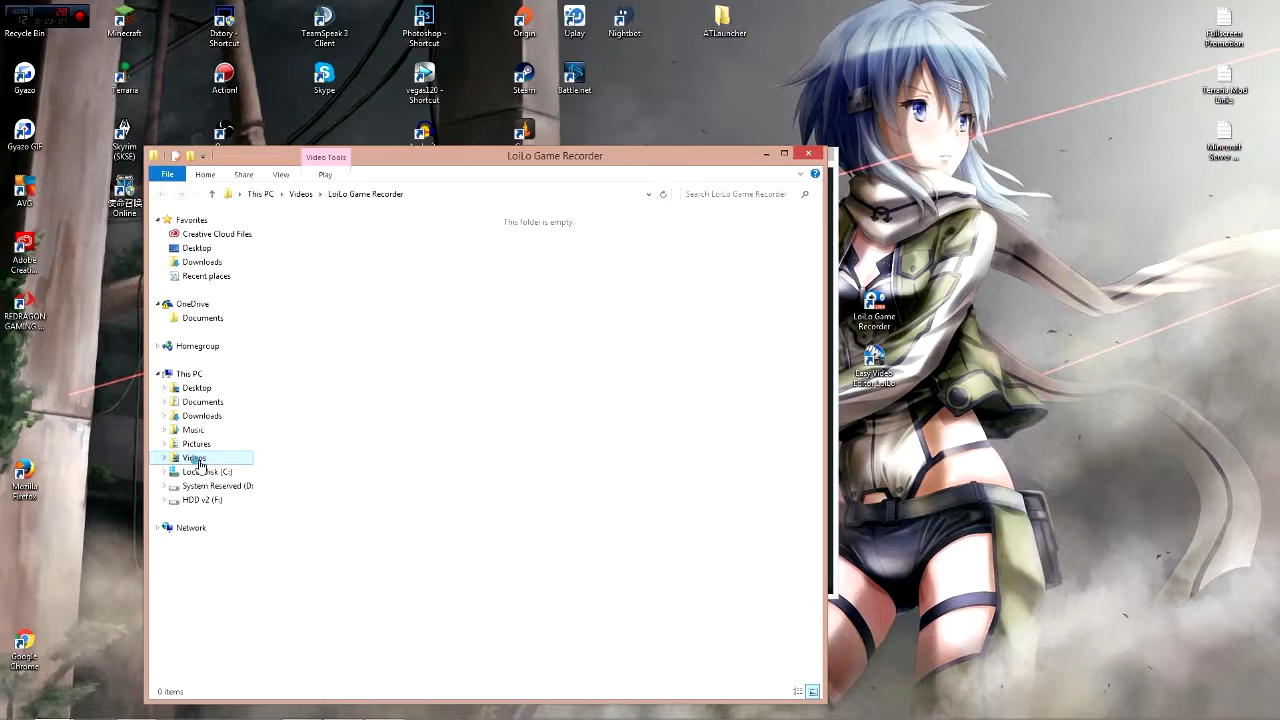 Recycle Bin
Minecraft
Dxtory -
Shortcut
TeamSpeak 3
Client
Photoshop -
Shortcut
Origin
Uplay
Nightbot
ATLauncher
Fullscreen
Promotion
Gyazo
Terraria
Action!
Skype
vegas120 -
Shortcut
Steam
Battle.net
Terraria Mod
Links
Gyazo GIF
Skyrim
(SKSE)
Minecraft
Server ...
AVG
Online
Adobe
Creati...
REDRAGON
GAMING ...
Mozilla
Firefox
Google
Chrome
LoiLo Game
Recorder
Easy Video
Editor LoiLo
Video Tools
LoiLo Game Recorder
File
Home
Share
View
Play
This PC
Videos
LoiLo Game Recorder
Search LoiLo Game Recorder
This folder is empty.
Favorites
Creative Cloud Files
Desktop
Downloads
Recent places
OneDrive
Documents
Homegroup
This PC
Desktop
Documents
Downloads
Music
Pictures
Videos
Local Disk (C:)
System Reserved (D:
HDD v2 (F:)
Network
0 items